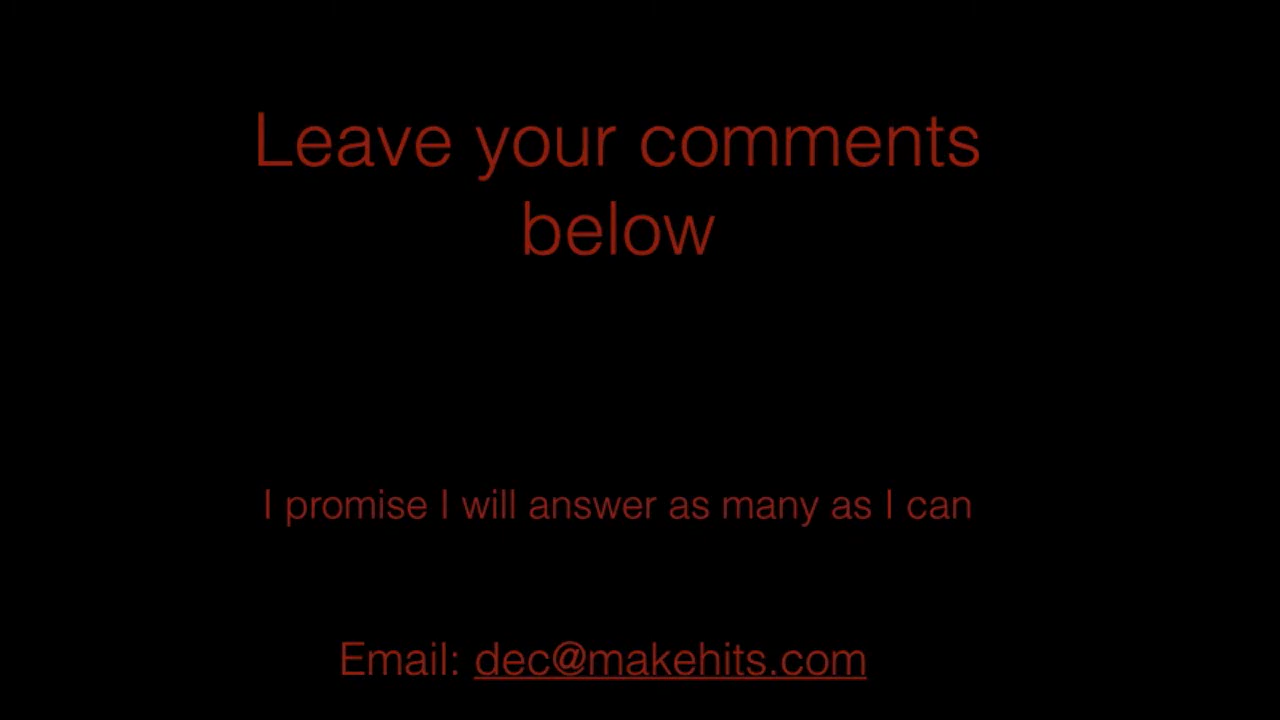 Leave your comments
below
I promise I will answer as many as I can
Email: dec@makehits.com